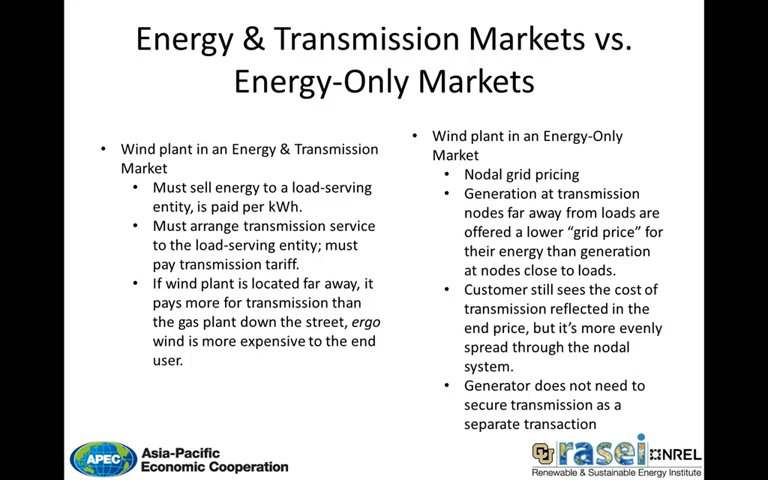 Energy & Transmission Markets vs.
Energy-Only Markets
• Wind plant in an Energy & Transmission
Market
• Must sell energy to a load-serving
entity, is paid per kWh.
• Must arrange transmission service
to the load-serving entity; must
pay transmission tariff.
• If wind plant is located far away, it
pays more for transmission than
the gas plant down the street, ergo
wind is more expensive to the end
user.
• Wind plant in an Energy-Only
Market
• Nodal grid pricing
• Generation at transmission
nodes far away from loads are
offered a lower “grid price” for
their energy than generation
at nodes close to loads.
• Customer still sees the cost of
transmission reflected in the
end price, but it’s more evenly
spread through the nodal
system.
• Generator does not need to
secure transmission as a
separate transaction
APEC
Asia-Pacific
Economic Cooperation
CU rasei NREL
Renewable & Sustainable Energy Institute